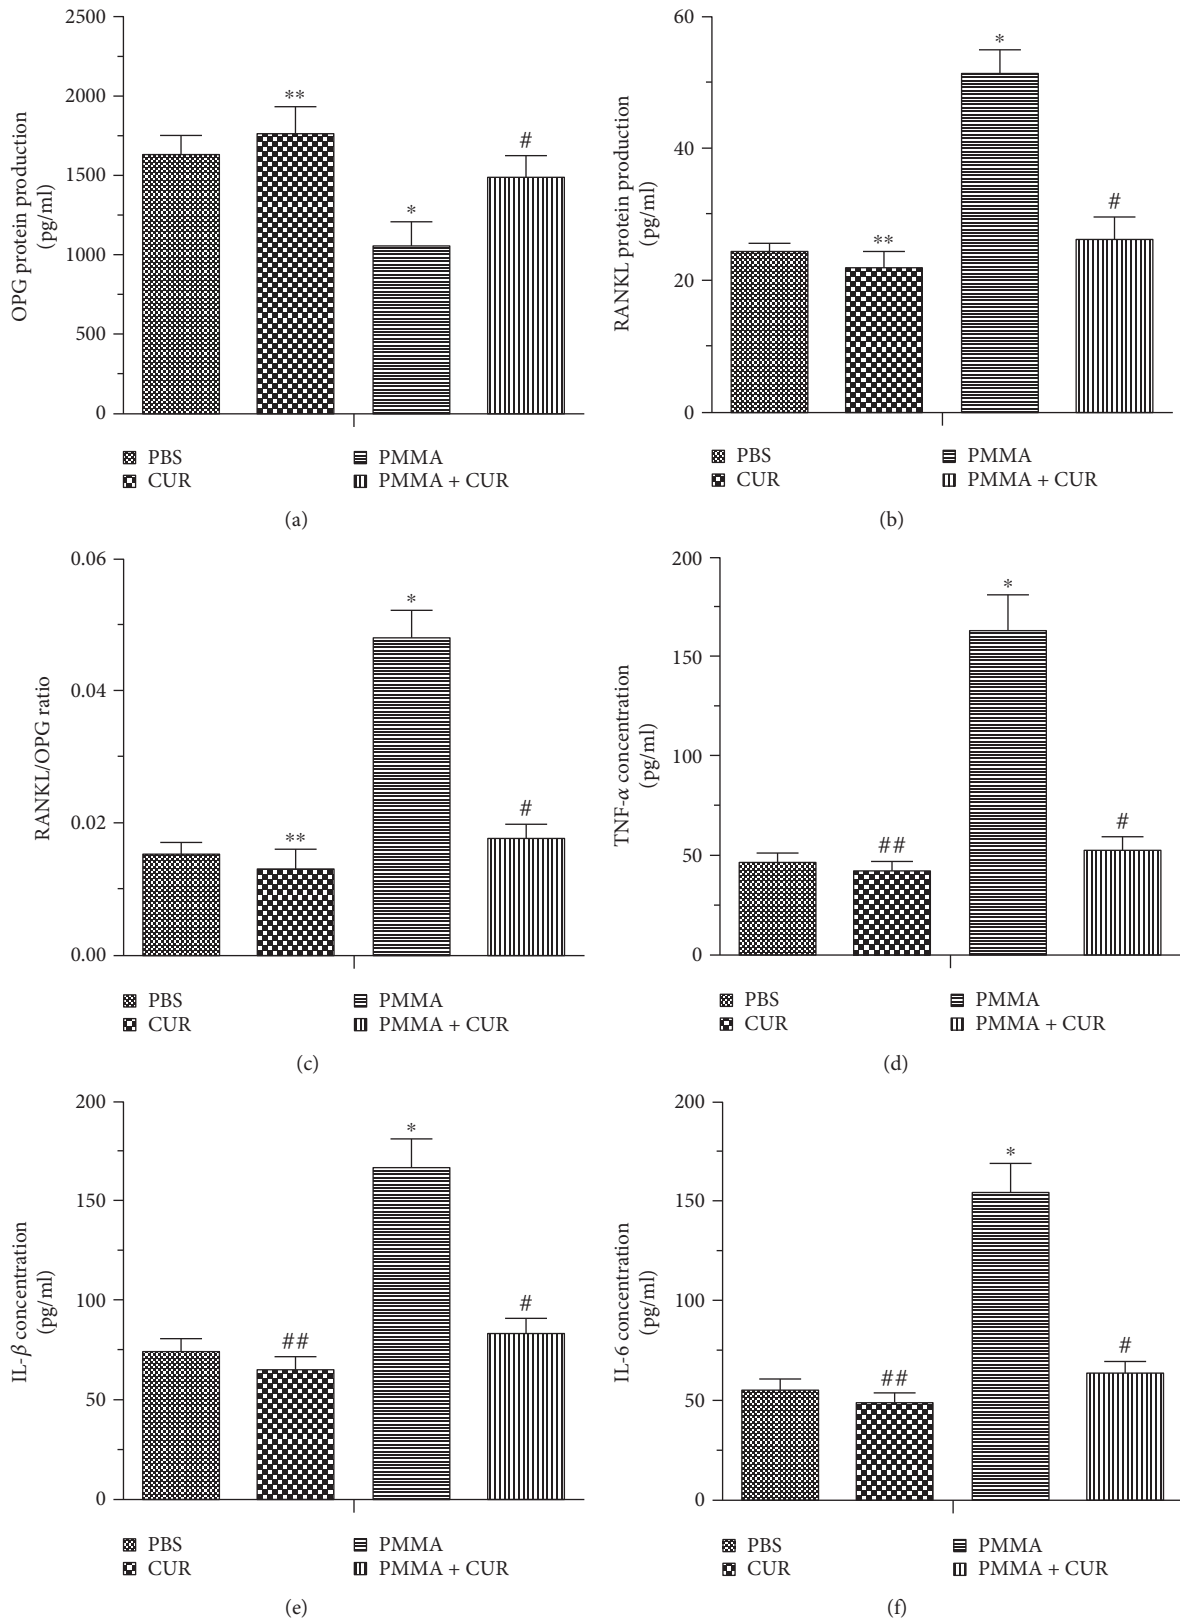 2500
2000
1500
1000
500
0
OPG protein production
(pg/ml)
**
*
#
PBS
CUR
PMMA
PMMA + CUR
(a)
60
40
20
0
RANKL protein production
(pg/ml)
**
*
#
PBS
CUR
PMMA
PMMA + CUR
(b)
0.06
0.04
0.02
0.00
RANKL/OPG ratio
**
*
#
PBS
CUR
PMMA
PMMA + CUR
(c)
200
150
100
50
0
TNF-α concentration
(pg/ml)
##
*
#
PBS
CUR
PMMA
PMMA + CUR
(d)
200
150
100
50
0
IL-β concentration
(pg/ml)
##
*
#
PBS
CUR
PMMA
PMMA + CUR
(e)
200
150
100
50
0
IL-6 concentration
(pg/ml)
##
*
#
PBS
CUR
PMMA
PMMA + CUR
(f)